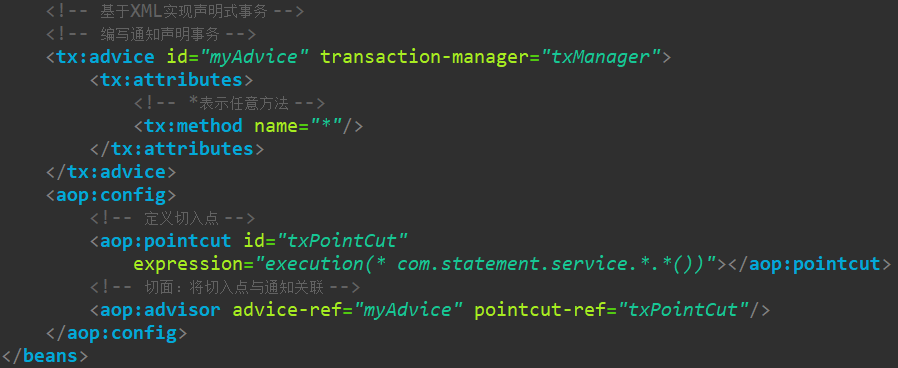 <!-- 基于XML实现声明式事务 -->
<!-- 编写通知声明事务 -->
<tx:advice id="myAdvice" transaction-manager="txManager">
<tx:attributes>
<!-- *表示任意方法 -->
<tx:method name="*"/>
</tx:attributes>
</tx:advice>
<aop:config>
<!-- 定义切入点 -->
<aop:pointcut id="txPointCut"
expression="execution(* com.statement.service.*.*())"></aop:pointcut>
<!-- 切面：将切入点与通知关联 -->
<aop:advisor advice-ref="myAdvice" pointcut-ref="txPointCut"/>
</aop:config>
</beans>